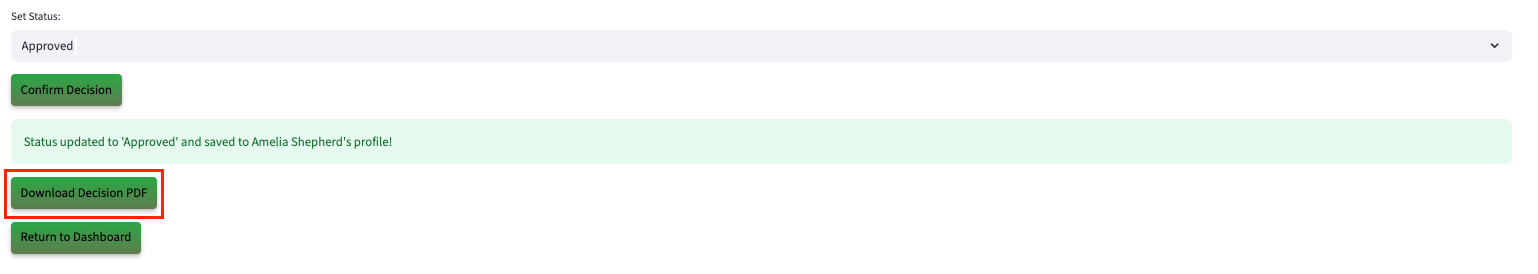 Set Status:
Approved
Confirm Decision
Status updated to 'Approved' and saved to Amelia Shepherd's profile!
Download Decision PDF
Return to Dashboard